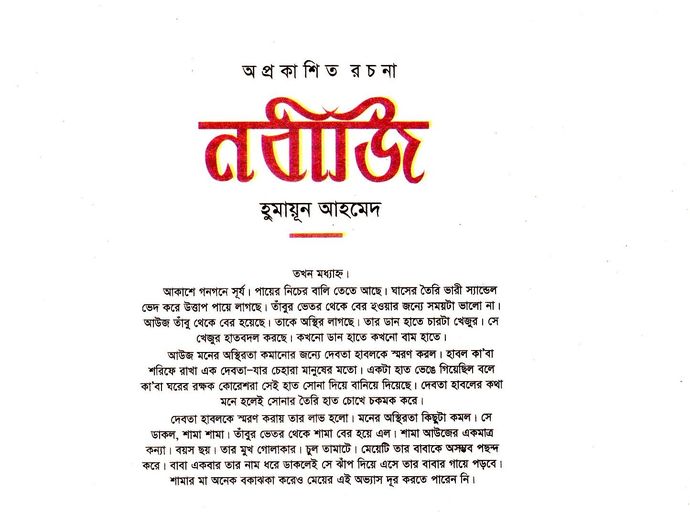 অপ্রকাশিত রচনা
নবীজি
হুমায়ূন আহমেদ
তখন মধ্যাহ্ন।
আকাশে গনগনে সূর্য। পায়ের নিচের বালি তেতে আছে। ঘাসের তৈরি ভারী স্যান্ডেল
ভেদ করে উত্তাপ পায়ে লাগছে। তাঁবুর ভেতর থেকে বের হওয়ার জন্যে সময়টা ভালো না।
আউজ তাঁবু থেকে বের হয়েছে। তাকে অস্থির লাগছে। তার ডান হাতে চারটা খেজুর। সে
খেজুর হাতবদল করছে। কখনো ডান হাতে কখনো বাম হাতে।
আউজ মনের অস্থিরতা কমানোর জন্যে দেবতা হাবলকে স্মরণ করল। হাবল কা'বা
শরিফে রাখা এক দেবতা–যার চেহারা মানুষের মতো। একটা হাত ভেঙে গিয়েছিল বলে
কা'বা ঘরের রক্ষক কোরেশরা সেই হাত সোনা দিয়ে বানিয়ে দিয়েছে। দেবতা হাবলের কথা
মনে হলেই সোনার তৈরি হাত চোখে চকমক করে।
দেবতা হাবলকে স্মরণ করায় তার লাভ হলো। মনের অস্থিরতা কিছুটা কমল। সে
ডাকল, শামা শামা। তাঁবুর ভেতর থেকে শামা বের হয়ে এল। শামা আউজের একমাত্র
কন্যা। বয়স ছয়। তার মুখ গোলাকার। চুল তামাটে। মেয়েটি তার বাবাকে অসম্ভব পছন্দ
করে। বাবা একবার তার নাম ধরে ডাকলেই সে ঝাঁপ দিয়ে এসে তার বাবার গায়ে পড়বে।
শামার মা অনেক বকাঝকা করেও মেয়ের এই অভ্যাস দূর করতে পারেন নি।